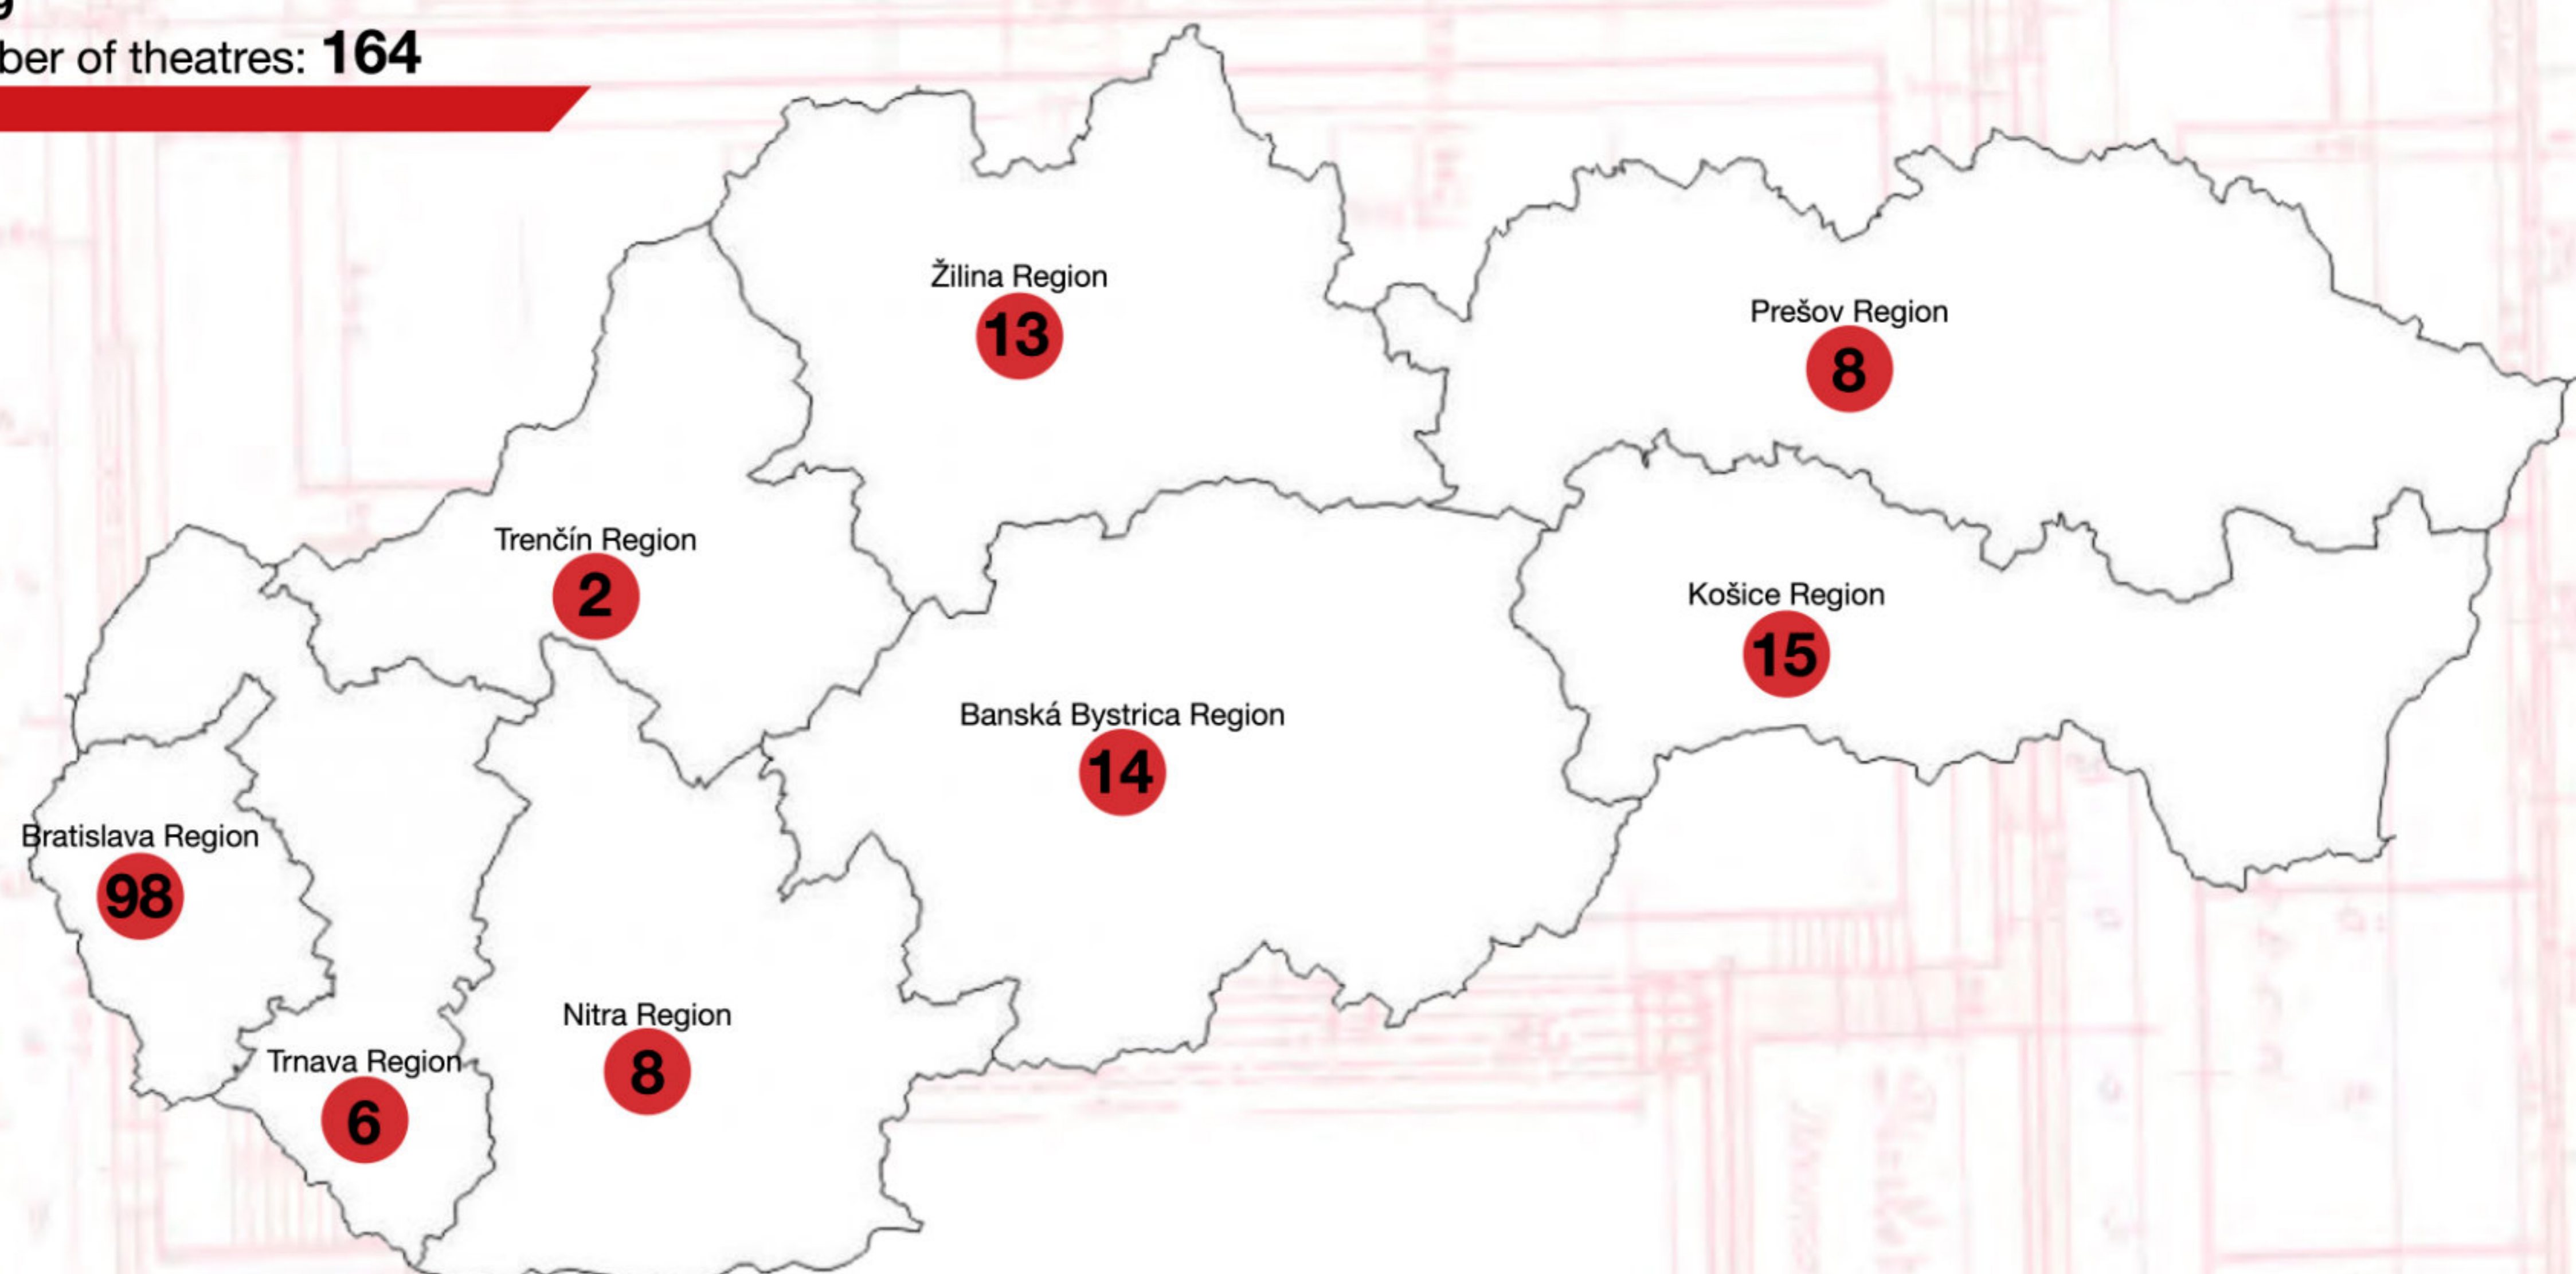 ber of theatres: 164
Žilina Region
13
Prešov Region
8
Trenčín Region
2
Košice Region
15
Banská Bystrica Region
14
Bratislava Region
98
Nitra Region
8
Trnava Region
6